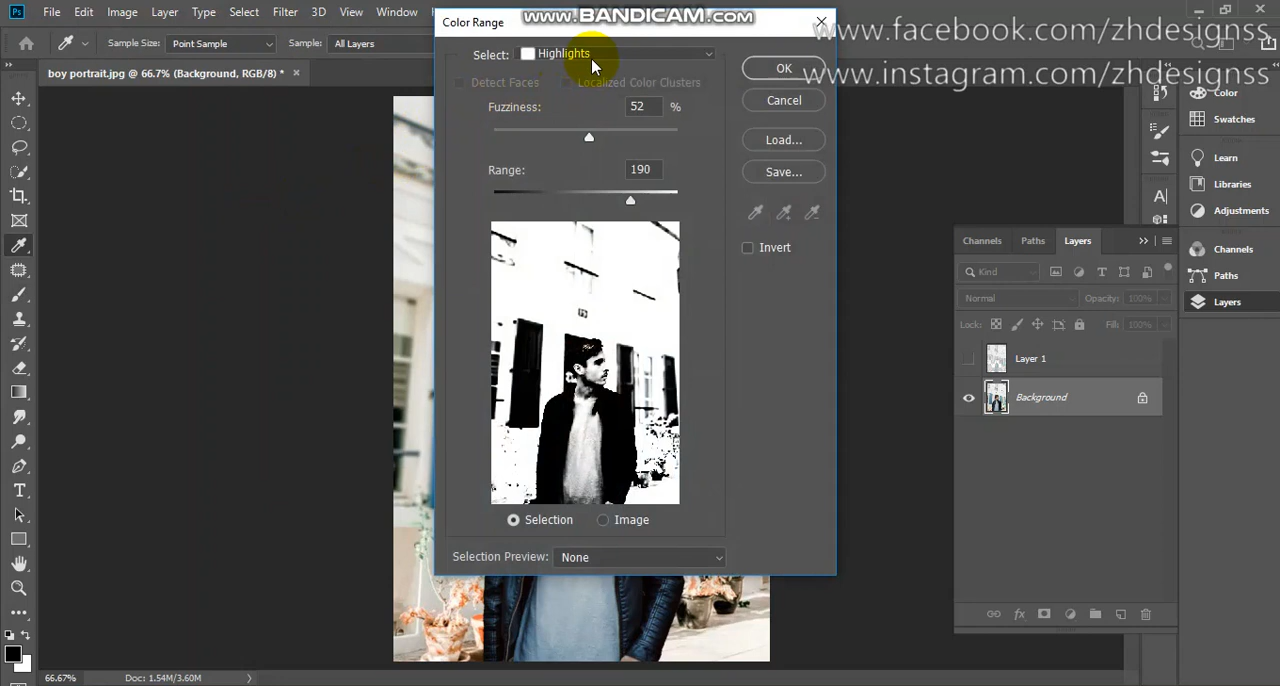 Ps File Edit Image Layer Type Select Filter 3D View Window
www.BANDICAM.com
www.facebook.com/zhdesignss
www.instagram.com/zhdesignss
Sample Size: Point Sample Sample: All Layers
boy portrait.jpg @ 66.7% (Background, RGB/8) * ×
Color Range
Select: Highlights
Detect Faces Localized Color Clusters
Fuzziness: 52 %
Range: 190
OK
Cancel
Load...
Save...
Invert
Selection Image
Selection Preview: None
Color
Swatches
Learn
Libraries
Adjustments
Channels
Paths
Layers
Channels Paths Layers
Kind
Normal Opacity: 100%
Lock: Fill: 100%
Layer 1
Background
66.67% Doc: 1.54M/3.60M